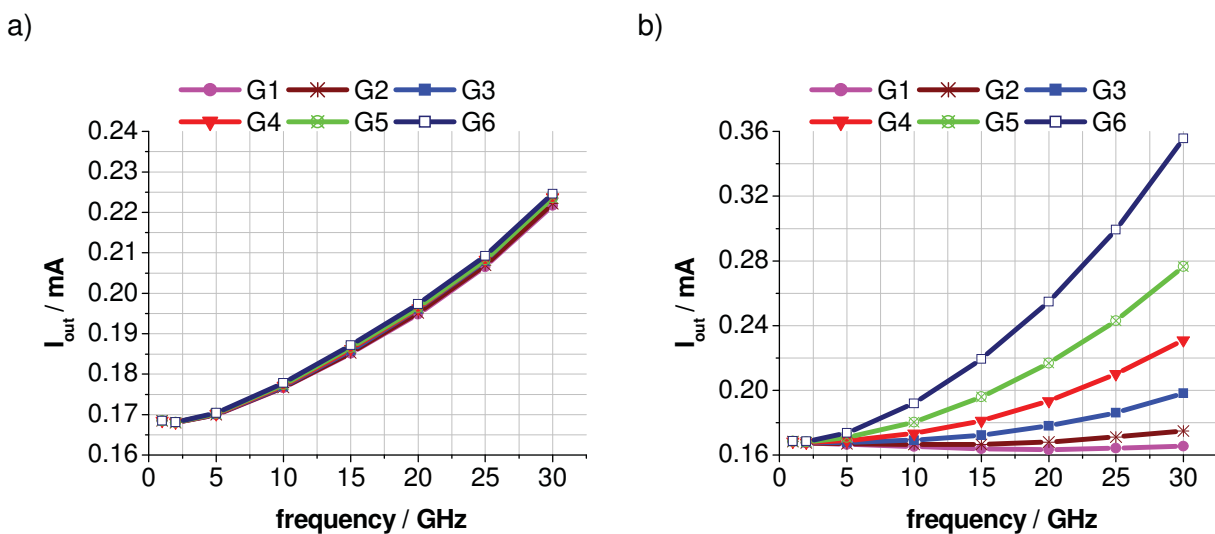 a)
G1 G2 G3
G4 G5 G6
0.24
0.23
0.22
0.21
0.20
0.19
0.18
0.17
0.16
I out / mA
0 5 10 15 20 25 30
frequency / GHz
b)
G1 G2 G3
G4 G5 G6
0.36
0.32
0.28
0.24
0.20
0.16
I out / mA
0 5 10 15 20 25 30
frequency / GHz